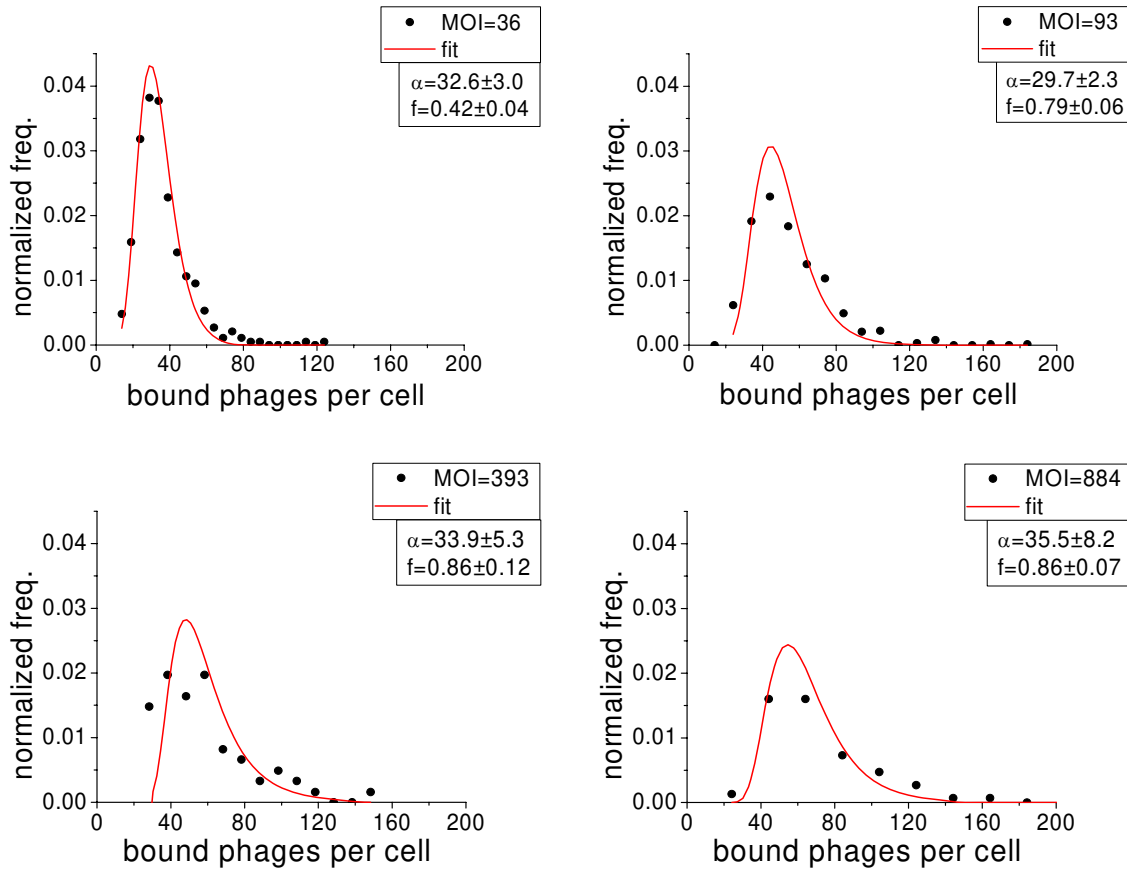 MOI=36
fit
α=32.6±3.0
f=0.42±0.04
normalized freq.
0.04
0.03
0.02
0.01
0.00
0 40 80 120 160 200
bound phages per cell
MOI=93
fit
α=29.7±2.3
f=0.79±0.06
normalized freq.
0.04
0.03
0.02
0.01
0.00
0 40 80 120 160 200
bound phages per cell
MOI=393
fit
α=33.9±5.3
f=0.86±0.12
normalized freq.
0.04
0.03
0.02
0.01
0.00
0 40 80 120 160 200
bound phages per cell
MOI=884
fit
α=35.5±8.2
f=0.86±0.07
normalized freq.
0.04
0.03
0.02
0.01
0.00
0 40 80 120 160 200
bound phages per cell